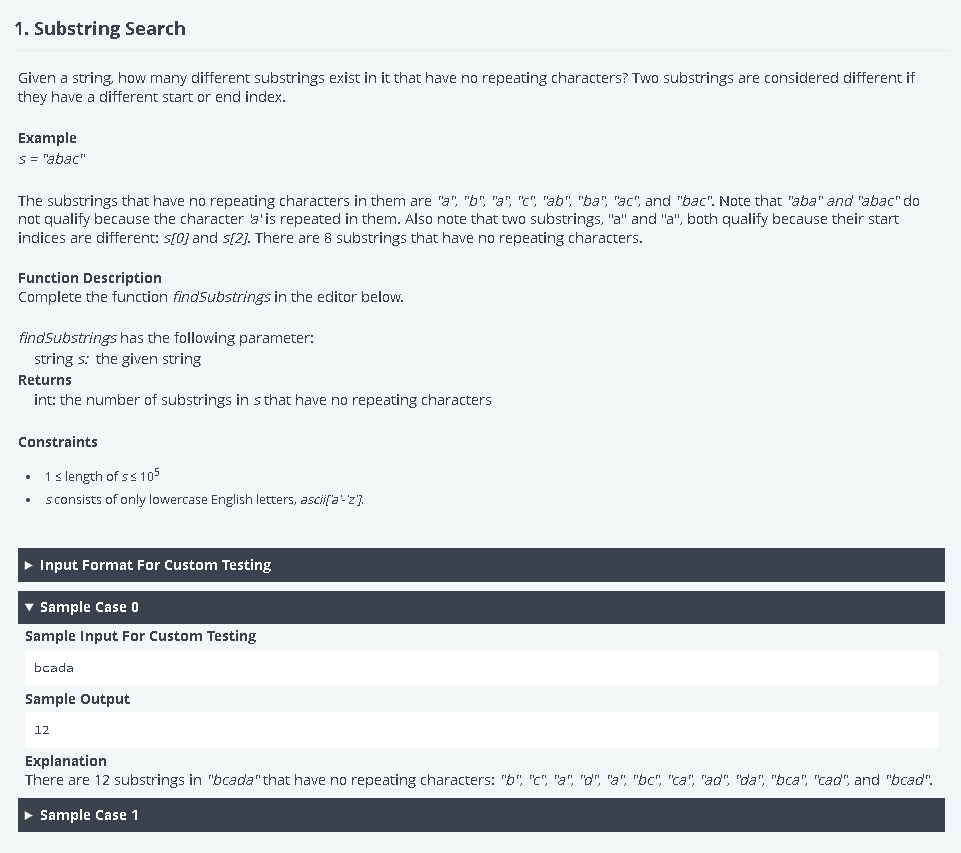 1. Substring Search
Given a string, how many different substrings exist in it that have no repeating characters? Two substrings are considered different if
they have a different start or end index.
Example
s = "abac"
The substrings that have no repeating characters in them are "a", "b", "a", "c", "ab", "ba", "ac", and "bac". Note that "aba" and "abac" do
not qualify because the character 'a' is repeated in them. Also note that two substrings, "a" and "a", both qualify because their start
indices are different: s[0] and s[2]. There are 8 substrings that have no repeating characters.
Function Description
Complete the function findSubstrings in the editor below.
findSubstrings has the following parameter:
string s: the given string
Returns
int: the number of substrings in s that have no repeating characters
Constraints
• 1 ≤ length of s ≤ 10⁵
• s consists of only lowercase English letters, ascii['a'-'z'].
▶ Input Format For Custom Testing
▼ Sample Case 0
Sample Input For Custom Testing
bcada
Sample Output
12
Explanation
There are 12 substrings in "bcada" that have no repeating characters: "b", "c", "a", "d", "a", "bc", "ca", "ad", "da", "bca", "cad", and "bcad".
▶ Sample Case 1